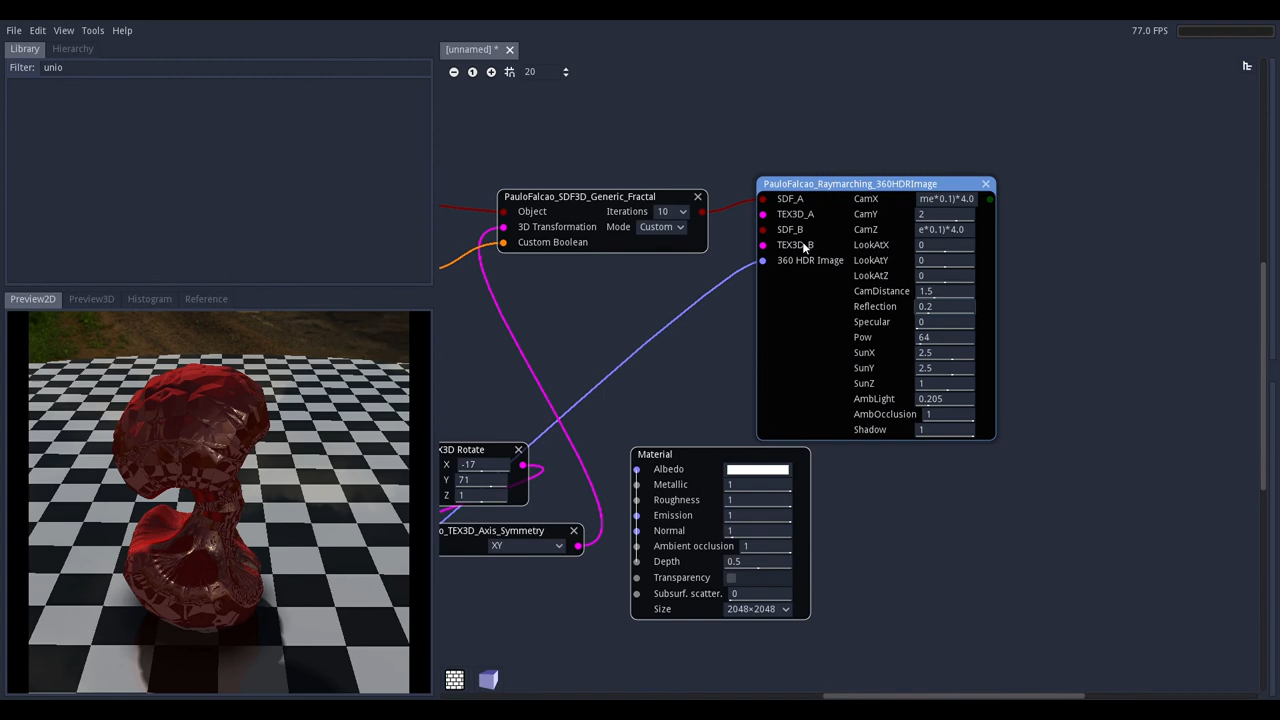 File Edit View Tools Help
77.0 FPS
Library Hierarchy
[unnamed] *
Filter: unio
20
PauloFalcao_SDF3D_Generic_Fractal
Object Iterations 10
3D Transformation Mode Custom
Custom Boolean
PauloFalcao_Raymarching_360HDRImage
SDF_A CamX me*0.1)*4.0
TEX3D_A CamY 2
SDF_B CamZ e*0.1)*4.0
TEX3D_B LookAtX 0
360 HDR Image LookAtY 0
LookAtZ 0
CamDistance 1.5
Reflection 0.2
Specular 0
Pow 64
SunX 2.5
SunY 2.5
SunZ 1
AmbLight 0.205
AmbOcclusion 1
Shadow 1
Preview2D Preview3D Histogram Reference
X3D Rotate
X -17
Y 71
Z 1
o_TEX3D_Axis_Symmetry
XY
Material
Albedo
Metallic 1
Roughness 1
Emission 1
Normal 1
Ambient occlusion 1
Depth 0.5
Transparency
Subsurf. scatter. 0
Size 2048×2048